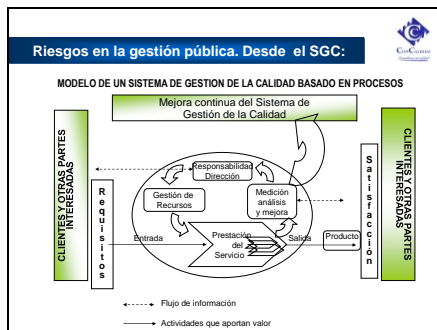 Riesgos en la gestión pública. Desde el SGC:
CONCALIDAD
MODELO DE UN SISTEMA DE GESTION DE LA CALIDAD BASADO EN PROCESOS
Mejora continua del Sistema de
Gestión de la Calidad
CLIENTES Y OTRAS PARTES
INTERESADAS
Requisitos
Responsabilidad
Dirección
Gestión de
Recursos
Medición
análisis
y mejora
Entrada
Prestación
del
Servicio
Salida
Producto
Satisfacción
CLIENTES Y OTRAS PARTES
INTERESADAS
Flujo de información
Actividades que aportan valor